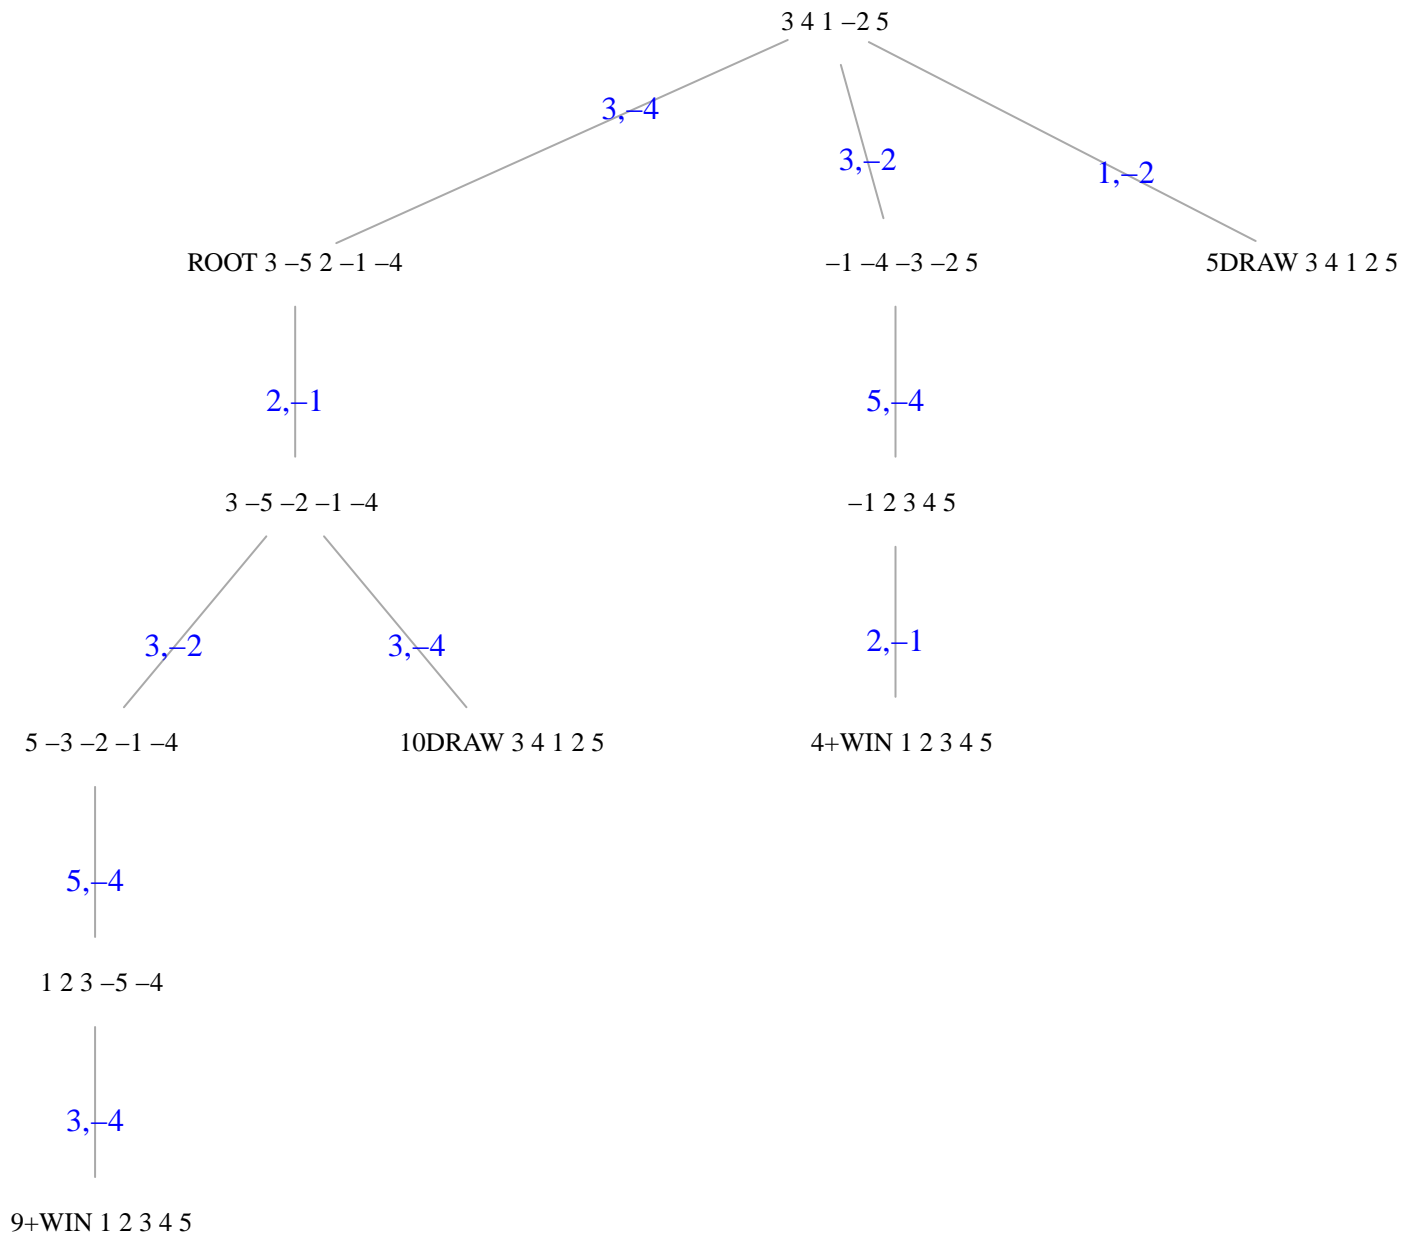 3 4 1 –2 5
3,–4
3,–2
1,–2
ROOT 3 –5 2 –1 –4
–1 –4 –3 –2 5
5DRAW 3 4 1 2 5
2,–1
5,–4
3 –5 –2 –1 –4
–1 2 3 4 5
3,–2
3,–4
2,–1
5 –3 –2 –1 –4
10DRAW 3 4 1 2 5
4+WIN 1 2 3 4 5
5,–4
1 2 3 –5 –4
3,–4
9+WIN 1 2 3 4 5